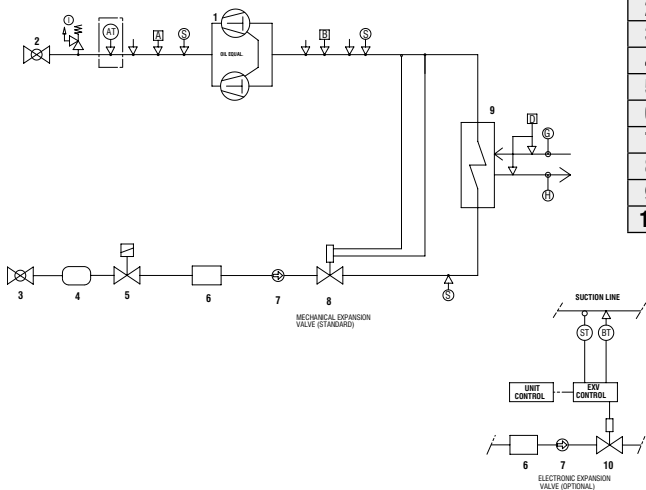 1
2
i
AT
A
S
OIL EQUAL.
B
S
9
D
G
H
10
3
4
5
6
7
8
S
MECHANICAL EXPANSION
VALVE (STANDARD)
SUCTION LINE
ST
BT
UNIT
CONTROL
EXV
CONTROL
6
7
10
ELECTRONIC EXPANSION
VALVE (OPTIONAL)